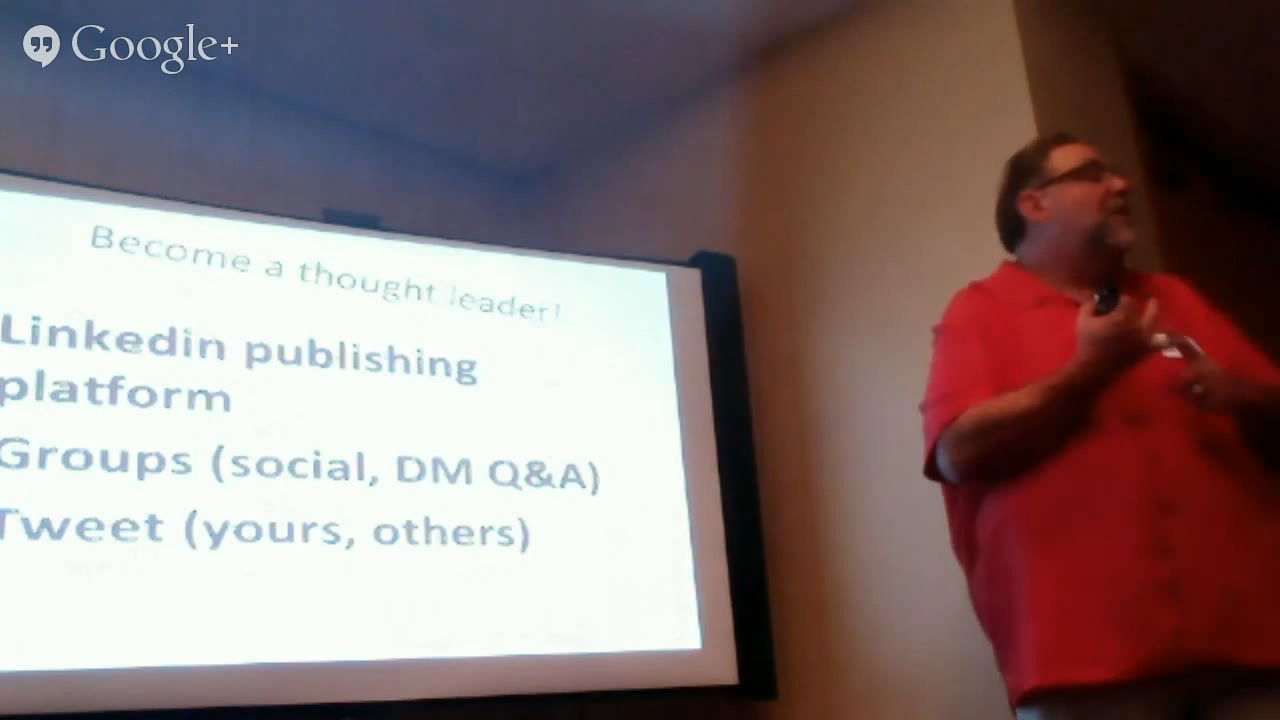 Google+
Become a thought leader!
Linkedin publishing
platform
Groups (social, DM Q&A)
Tweet (yours, others)